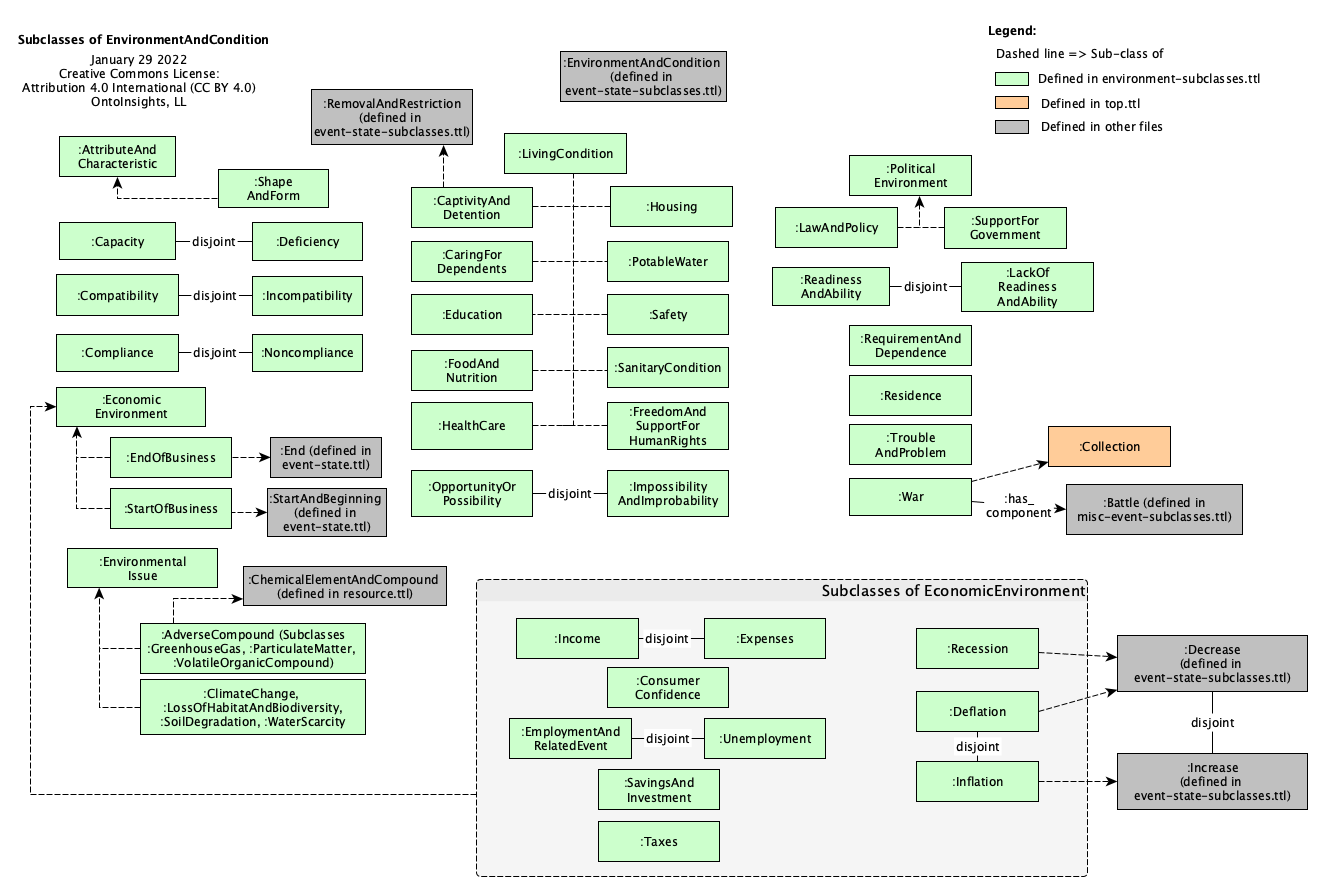 Subclasses of EnvironmentAndCondition
January 29 2022
Creative Commons License:
Attribution 4.0 International (CC BY 4.0)
OntoInsights, LL
Legend:
Dashed line => Sub-class of
Defined in environment-subclasses.ttl
Defined in top.ttl
Defined in other files
:EnvironmentAndCondition
(defined in
event-state-subclasses.ttl)
:RemovalAndRestriction
(defined in
event-state-subclasses.ttl)
:AttributeAnd
Characteristic
:Shape
AndForm
:Capacity
disjoint
:Deficiency
:Compatibility
disjoint
:Incompatibility
:Compliance
disjoint
:Noncompliance
:Economic
Environment
:EndOfBusiness
:End (defined in
event-state.ttl)
:StartOfBusiness
:StartAndBeginning
(defined in
event-state.ttl)
:Environmental
Issue
:ChemicalElementAndCompound
(defined in resource.ttl)
:AdverseCompound (Subclasses
:GreenhouseGas, :ParticulateMatter,
:VolatileOrganicCompound)
:ClimateChange,
:LossOfHabitatAndBiodiversity,
:SoilDegradation, :WaterScarcity
:LivingCondition
:CaptivityAnd
Detention
:Housing
:CaringFor
Dependents
:PotableWater
:Education
:Safety
:FoodAnd
Nutrition
:SanitaryCondition
:HealthCare
:FreedomAnd
SupportFor
HumanRights
:OpportunityOr
Possibility
disjoint
:Impossibility
AndImprobability
:Political
Environment
:LawAndPolicy
:SupportFor
Government
:Readiness
AndAbility
disjoint
:LackOf
Readiness
AndAbility
:RequirementAnd
Dependence
:Residence
:Trouble
AndProblem
:War
:Collection
:has_
component
:Battle (defined in
misc-event-subclasses.ttl)
Subclasses of EconomicEnvironment
:Income
disjoint
:Expenses
:Consumer
Confidence
:EmploymentAnd
RelatedEvent
disjoint
:Unemployment
:SavingsAnd
Investment
:Taxes
:Recession
:Deflation
disjoint
:Inflation
:Decrease
(defined in
event-state-subclasses.ttl)
disjoint
:Increase
(defined in
event-state-subclasses.ttl)